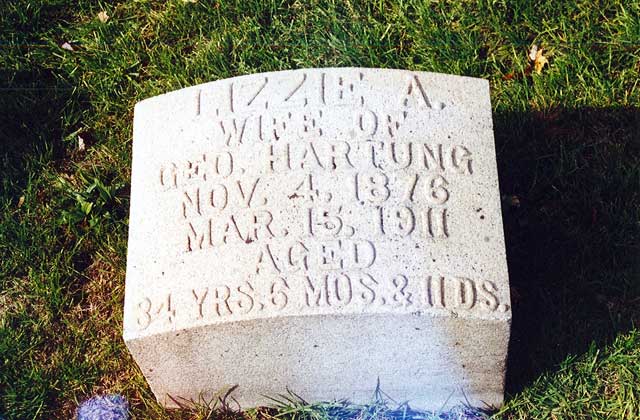 LIZZIE A.
WIFE OF
GEO. HARTUNG
NOV. 4, 1876
MAR. 15, 1911
AGED
34 YRS. 6 MOS. & 11 DS.